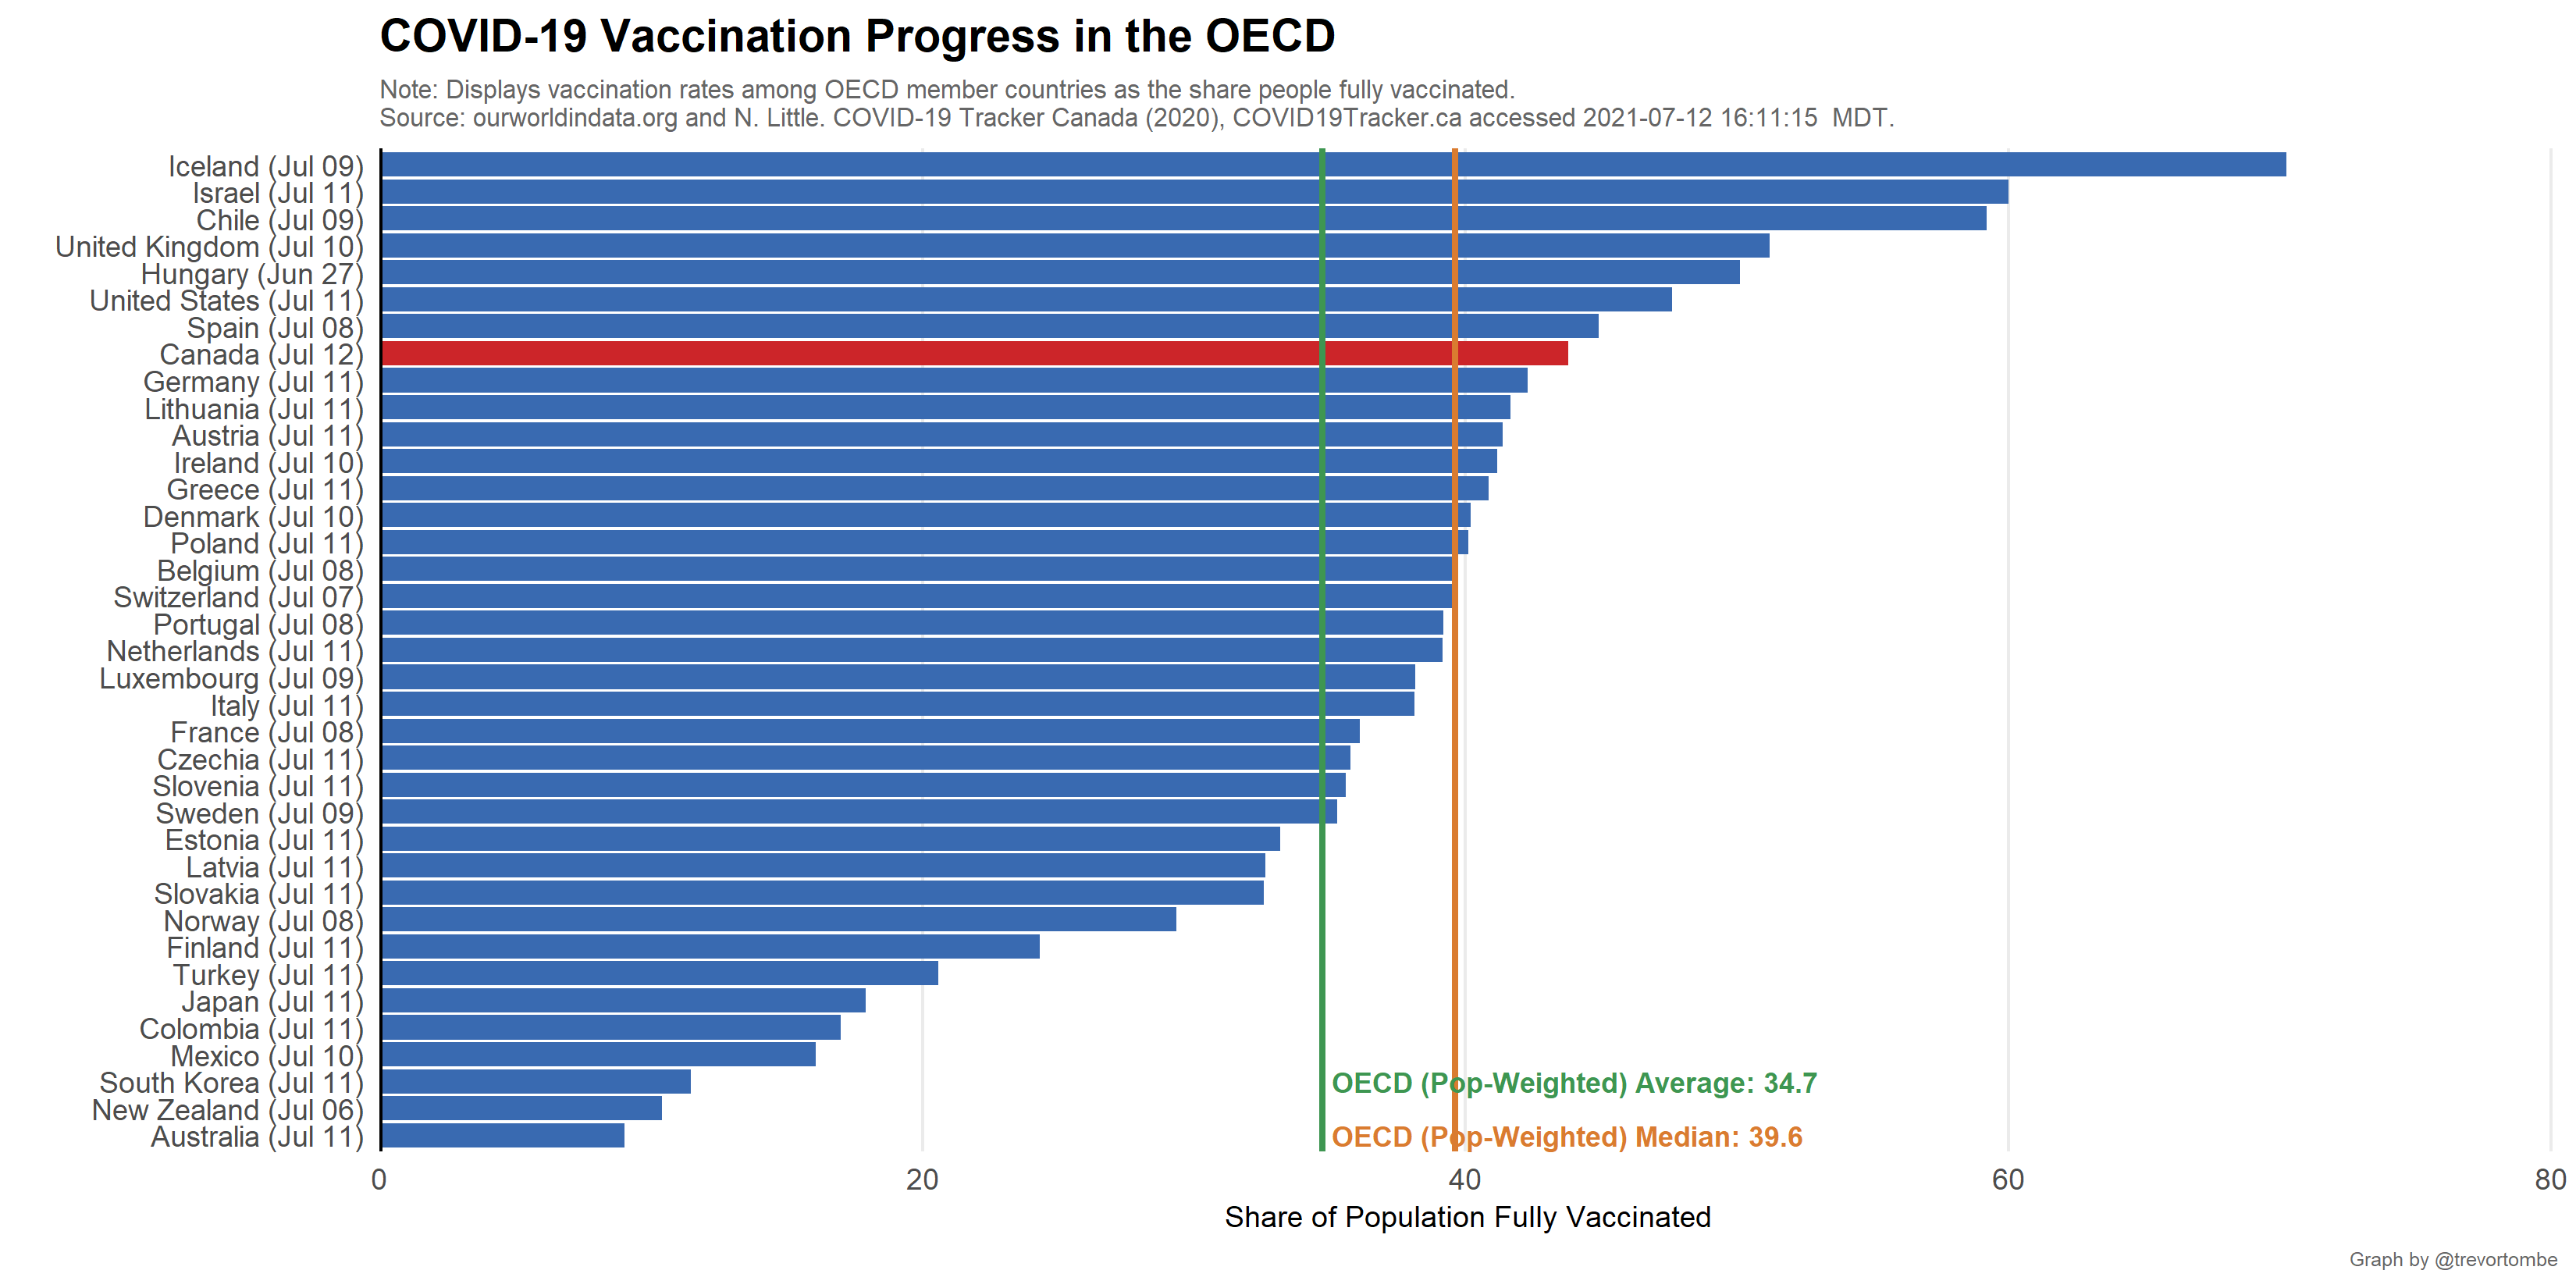 COVID-19 Vaccination Progress in the OECD
Note: Displays vaccination rates among OECD member countries as the share people fully vaccinated.
Source: ourworldindata.org and N. Little. COVID-19 Tracker Canada (2020), COVID19Tracker.ca accessed 2021-07-12 16:11:15  MDT.
Iceland (Jul 09)
Israel (Jul 11)
Chile (Jul 09)
United Kingdom (Jul 10)
Hungary (Jun 27)
United States (Jul 11)
Spain (Jul 08)
Canada (Jul 12)
Germany (Jul 11)
Lithuania (Jul 11)
Austria (Jul 11)
Ireland (Jul 10)
Greece (Jul 11)
Denmark (Jul 10)
Poland (Jul 11)
Belgium (Jul 08)
Switzerland (Jul 07)
Portugal (Jul 08)
Netherlands (Jul 11)
Luxembourg (Jul 09)
Italy (Jul 11)
France (Jul 08)
Czechia (Jul 11)
Slovenia (Jul 11)
Sweden (Jul 09)
Estonia (Jul 11)
Latvia (Jul 11)
Slovakia (Jul 11)
Norway (Jul 08)
Finland (Jul 11)
Turkey (Jul 11)
Japan (Jul 11)
Colombia (Jul 11)
Mexico (Jul 10)
South Korea (Jul 11)
New Zealand (Jul 06)
Australia (Jul 11)
OECD (Pop-Weighted) Average: 34.7
OECD (Pop-Weighted) Median: 39.6
0 20 40 60 80
Share of Population Fully Vaccinated
Graph by @trevortombe